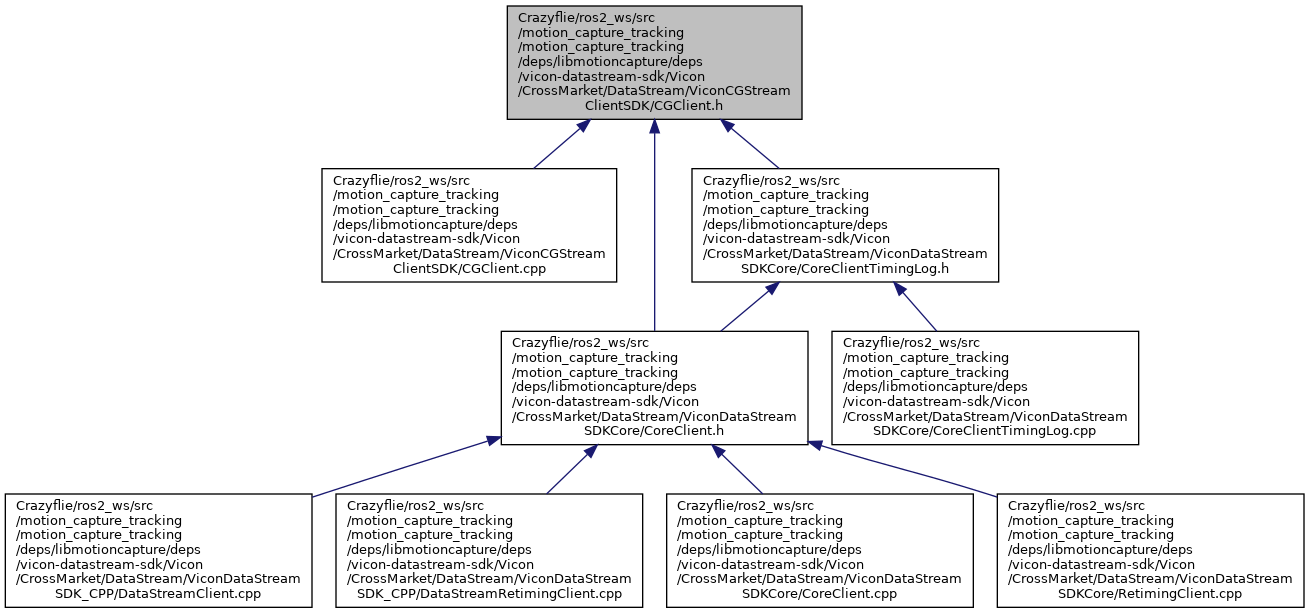 Crazyflie/ros2_ws/src
/motion_capture_tracking
/motion_capture_tracking
/deps/libmotioncapture/deps
/vicon-datastream-sdk/Vicon
/CrossMarket/DataStream/ViconCGStream
ClientSDK/CGClient.h
Crazyflie/ros2_ws/src
/motion_capture_tracking
/motion_capture_tracking
/deps/libmotioncapture/deps
/vicon-datastream-sdk/Vicon
/CrossMarket/DataStream/ViconCGStream
ClientSDK/CGClient.cpp
Crazyflie/ros2_ws/src
/motion_capture_tracking
/motion_capture_tracking
/deps/libmotioncapture/deps
/vicon-datastream-sdk/Vicon
/CrossMarket/DataStream/ViconDataStream
SDKCore/CoreClientTimingLog.h
Crazyflie/ros2_ws/src
/motion_capture_tracking
/motion_capture_tracking
/deps/libmotioncapture/deps
/vicon-datastream-sdk/Vicon
/CrossMarket/DataStream/ViconDataStream
SDKCore/CoreClient.h
Crazyflie/ros2_ws/src
/motion_capture_tracking
/motion_capture_tracking
/deps/libmotioncapture/deps
/vicon-datastream-sdk/Vicon
/CrossMarket/DataStream/ViconDataStream
SDKCore/CoreClientTimingLog.cpp
Crazyflie/ros2_ws/src
/motion_capture_tracking
/motion_capture_tracking
/deps/libmotioncapture/deps
/vicon-datastream-sdk/Vicon
/CrossMarket/DataStream/ViconDataStream
SDK_CPP/DataStreamClient.cpp
Crazyflie/ros2_ws/src
/motion_capture_tracking
/motion_capture_tracking
/deps/libmotioncapture/deps
/vicon-datastream-sdk/Vicon
/CrossMarket/DataStream/ViconDataStream
SDK_CPP/DataStreamRetimingClient.cpp
Crazyflie/ros2_ws/src
/motion_capture_tracking
/motion_capture_tracking
/deps/libmotioncapture/deps
/vicon-datastream-sdk/Vicon
/CrossMarket/DataStream/ViconDataStream
SDKCore/CoreClient.cpp
Crazyflie/ros2_ws/src
/motion_capture_tracking
/motion_capture_tracking
/deps/libmotioncapture/deps
/vicon-datastream-sdk/Vicon
/CrossMarket/DataStream/ViconDataStream
SDKCore/RetimingClient.cpp